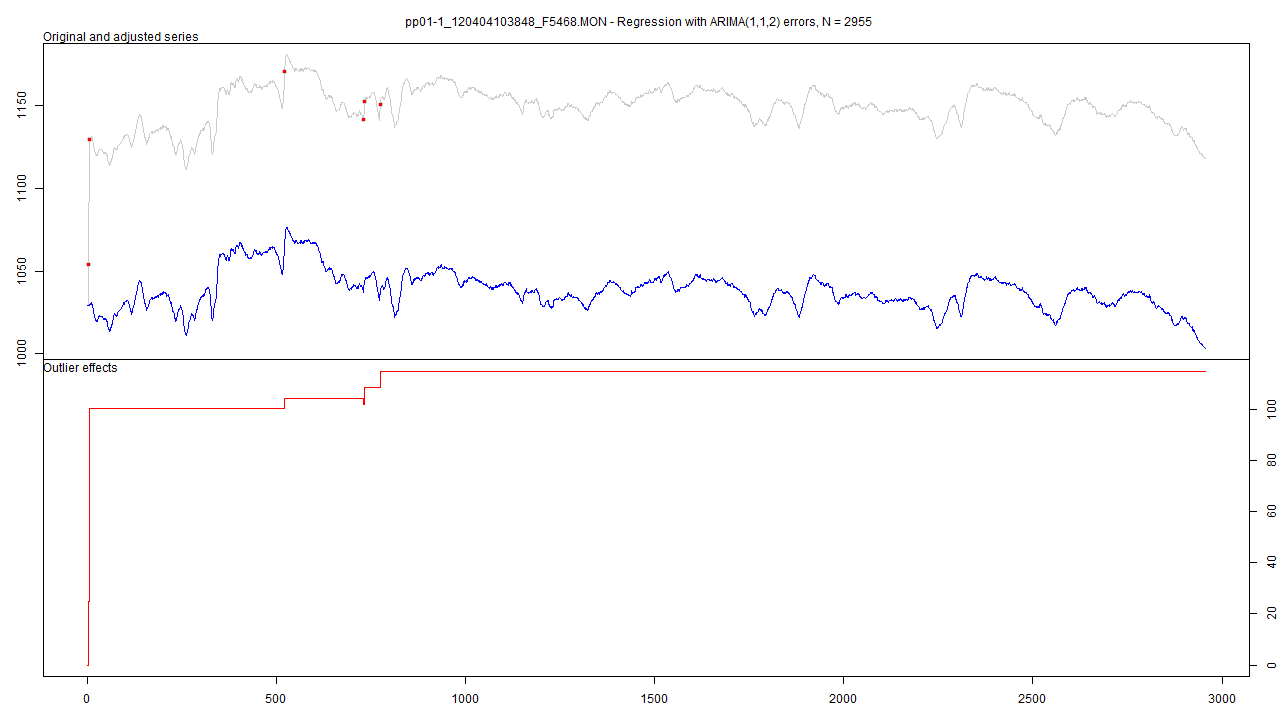 pp01-1_120404103848_F5468.MON - Regression with ARIMA(1,1,2) errors, N = 2955
Original and adjusted series
1150
1100
1050
1000
Outlier effects
100
80
60
40
20
0
0 500 1000 1500 2000 2500 3000